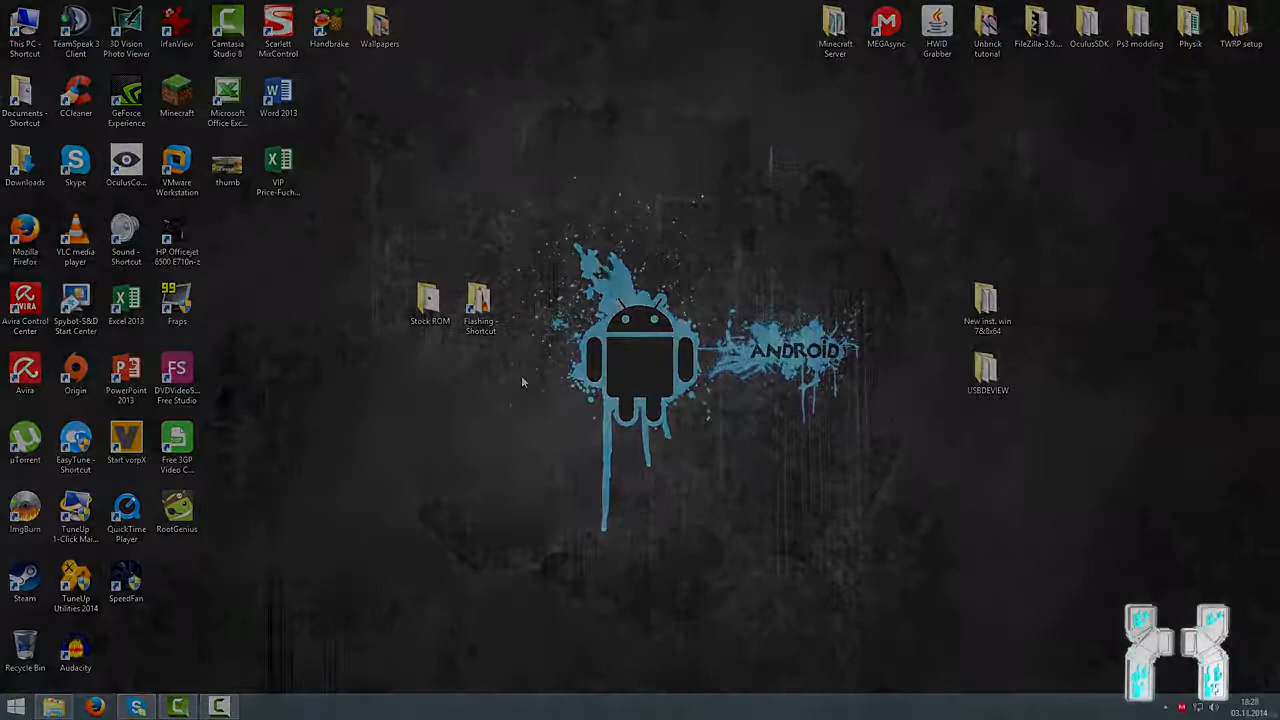 This PC - Shortcut
TeamSpeak 3 Client
3D Vision Photo Viewer
IrfanView
Camtasia Studio 8
Scarlett MixControl
Handbrake
Wallpapers
Minecraft Server
MEGAsync
HWID Grabber
Unbrick tutorial
FileZilla-3.9....
OculusSDK
Ps3 modding
Physik
TWRP setup
Documents - Shortcut
CCleaner
GeForce Experience
Minecraft
Microsoft Office Exc...
Word 2013
Downloads
Skype
OculusCo...
VMware Workstation
thumb
VIP Price-Fuch...
Mozilla Firefox
VLC media player
Sound - Shortcut
HP Officejet 6500 E710n-z
Avira Control Center
Spybot-S&D Start Center
Excel 2013
99
Fraps
Stock ROM
Flashing - Shortcut
New inst. win 7&8x64
ANDROID
Avira
Origin
PowerPoint 2013
FS
DVDVideoS... Free Studio
USBDEVIEW
µTorrent
EasyTune - Shortcut
Start vorpX
Free 3GP Video C...
ImgBurn
TuneUp 1-Click Mai...
QuickTime Player
RootGenius
Steam
TuneUp Utilities 2014
SpeedFan
Recycle Bin
Audacity
18:28
03.11.2014